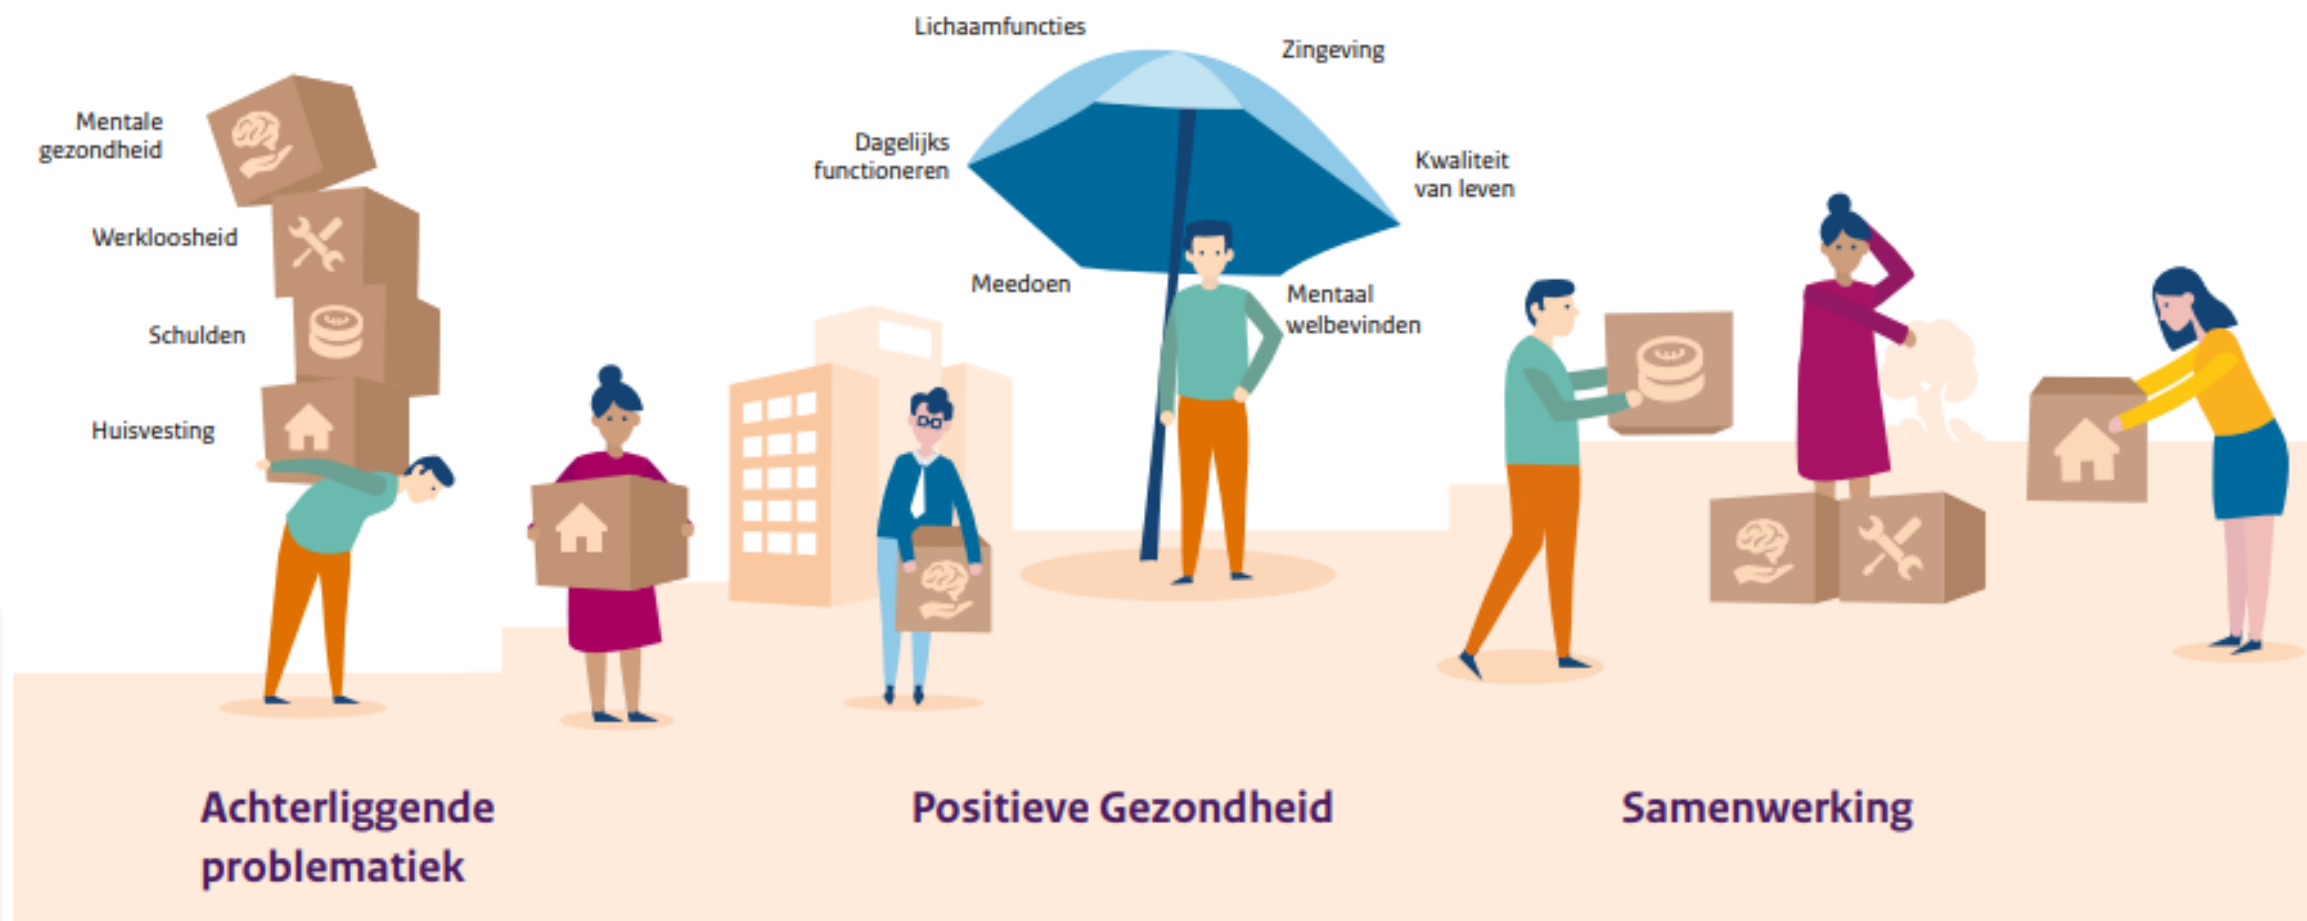 Mentale
gezondheid
Werkloosheid
Schulden
Huisvesting
Lichaamfuncties
Zingeving
Dagelijks
functioneren
Kwaliteit
van leven
Meedoen
Mentaal
welbevinden
Achterliggende
problematiek
Positieve Gezondheid
Samenwerking